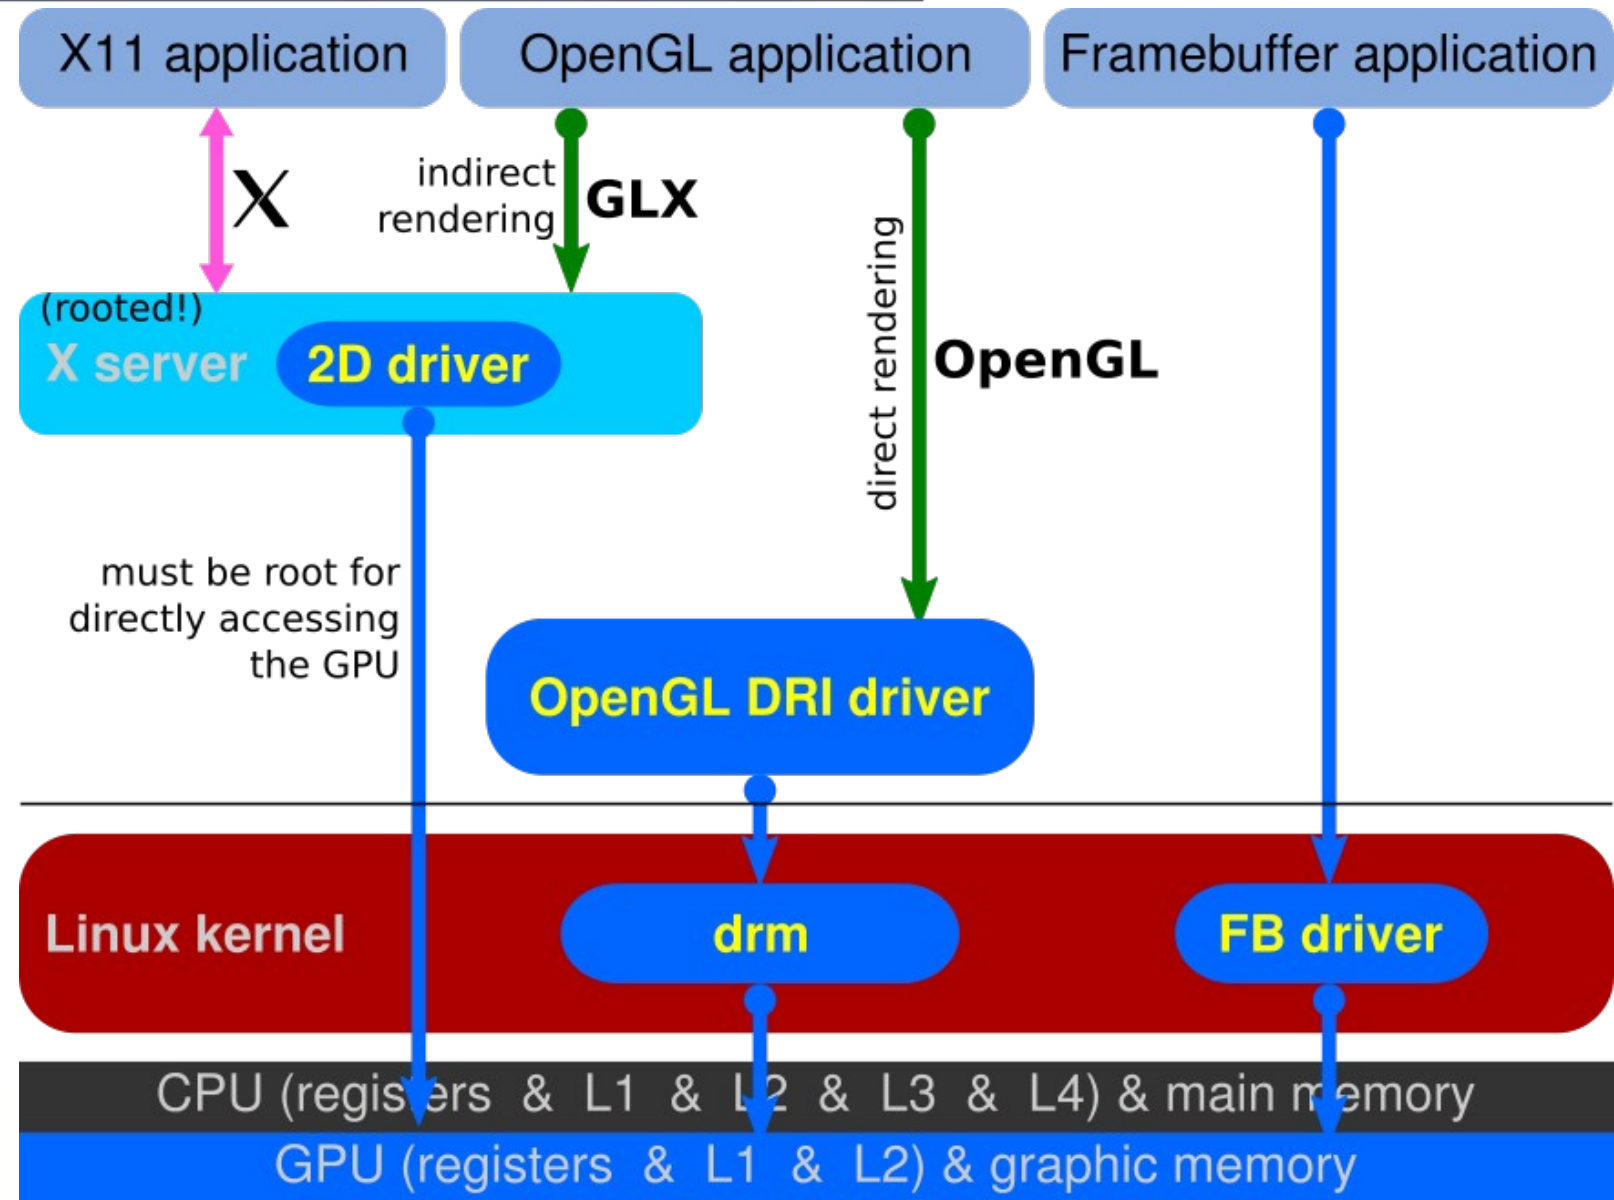 X11 application
OpenGL application
Framebuffer application
X
indirect
rendering
GLX
direct rendering
OpenGL
(rooted!)
X server
2D driver
must be root for
directly accessing
the GPU
OpenGL DRI driver
Linux kernel
drm
FB driver
CPU (registers & L1 & L2 & L3 & L4) & main memory
GPU (registers & L1 & L2) & graphic memory